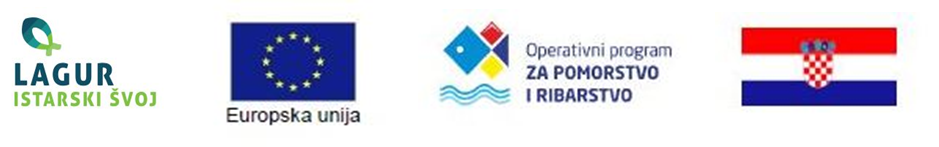 LAGUR
ISTARSKI ŠVOJ
Europska unija
Operativni program
ZA POMORSTVO
I RIBARSTVO